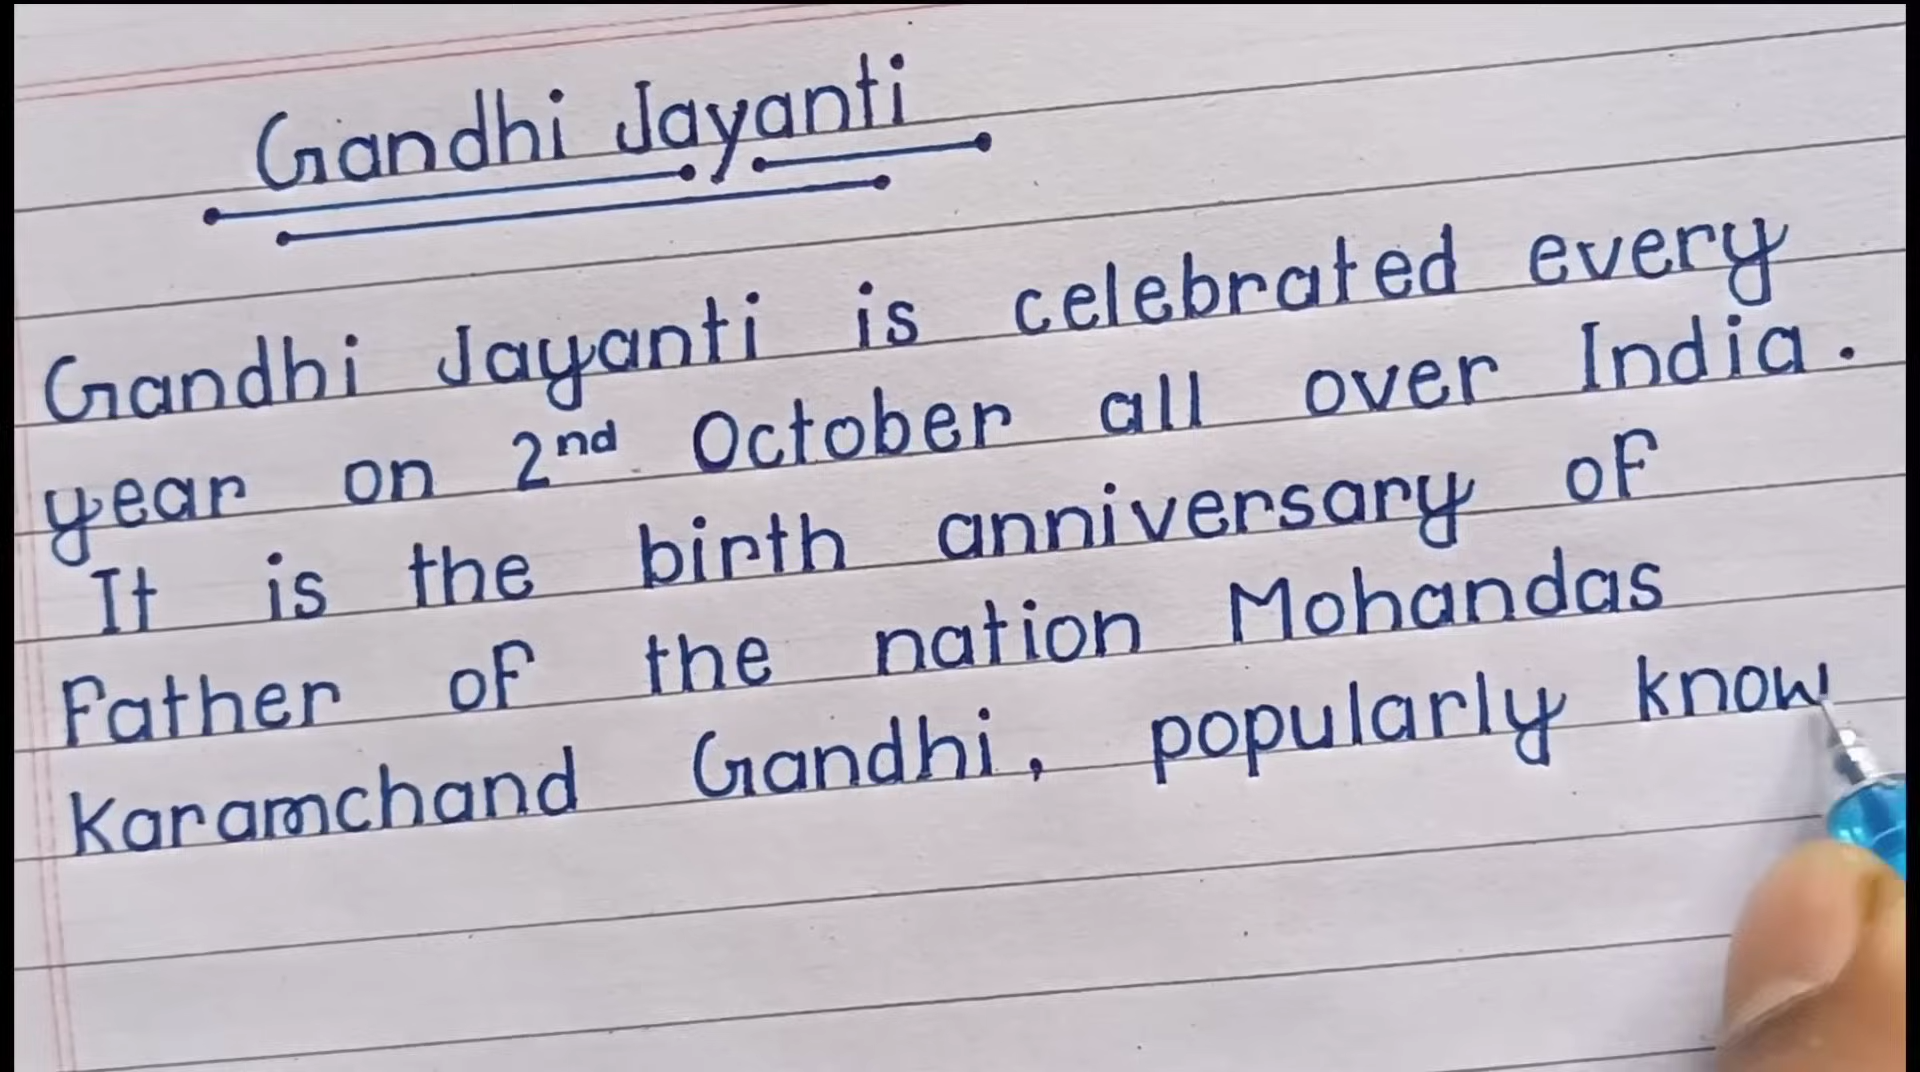 Gandhi Jayanti
Gandhi Jayanti is celebrated every
year on 2nd October all over India.
It is the birth anniversary of
Father of the nation Mohandas
Karamchand Gandhi, popularly know